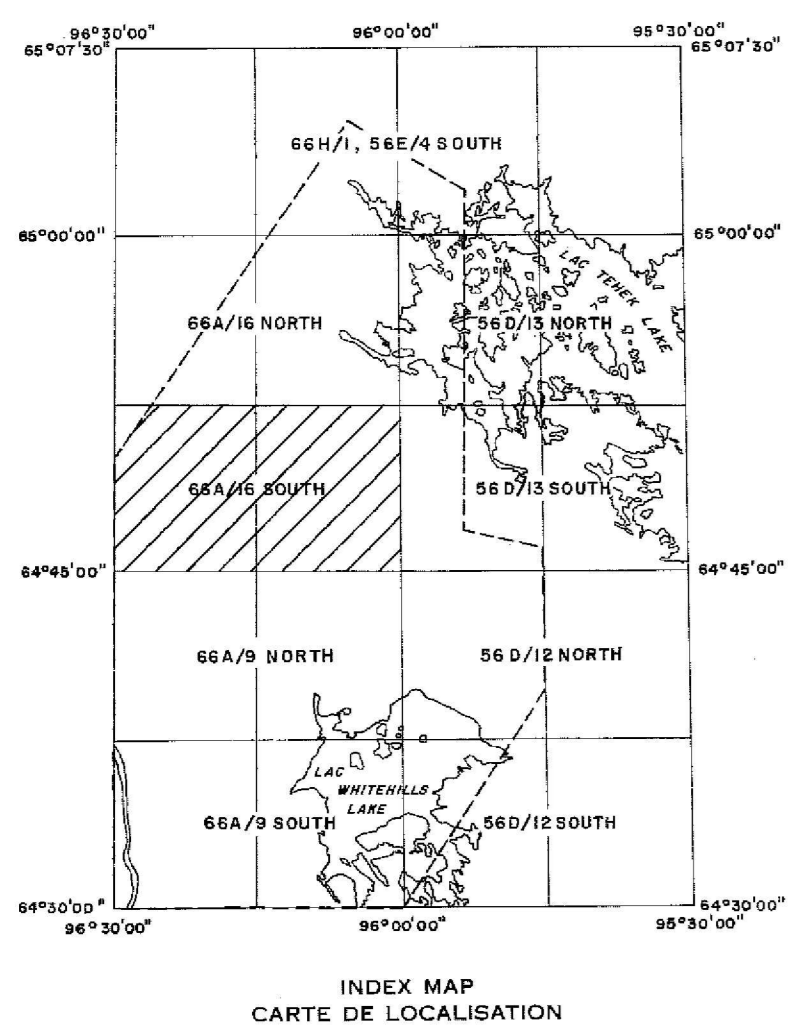 96°30'00" 96°00'00" 95°30'00"
65°07'30" 65°07'30"
66H/1, 56E/4 SOUTH
65°00'00" 65°00'00"
LAC TEHEK LAKE
66A/16 NORTH 56D/13 NORTH
66A/16 SOUTH 56D/13 SOUTH
64°45'00" 64°45'00"
66A/9 NORTH 56D/12 NORTH
LAC
WHITEHILLS
LAKE
66A/9 SOUTH 56D/12 SOUTH
64°30'00" 64°30'00"
96°30'00" 96°00'00" 95°30'00"
INDEX MAP
CARTE DE LOCALISATION